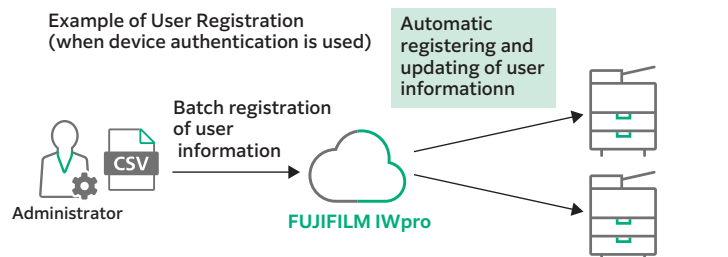 Example of User Registration
(when device authentication is used)
Automatic
registering and
updating of user
informationn
Batch registration
of user
information
CSV
Administrator
FUJIFILM IWpro